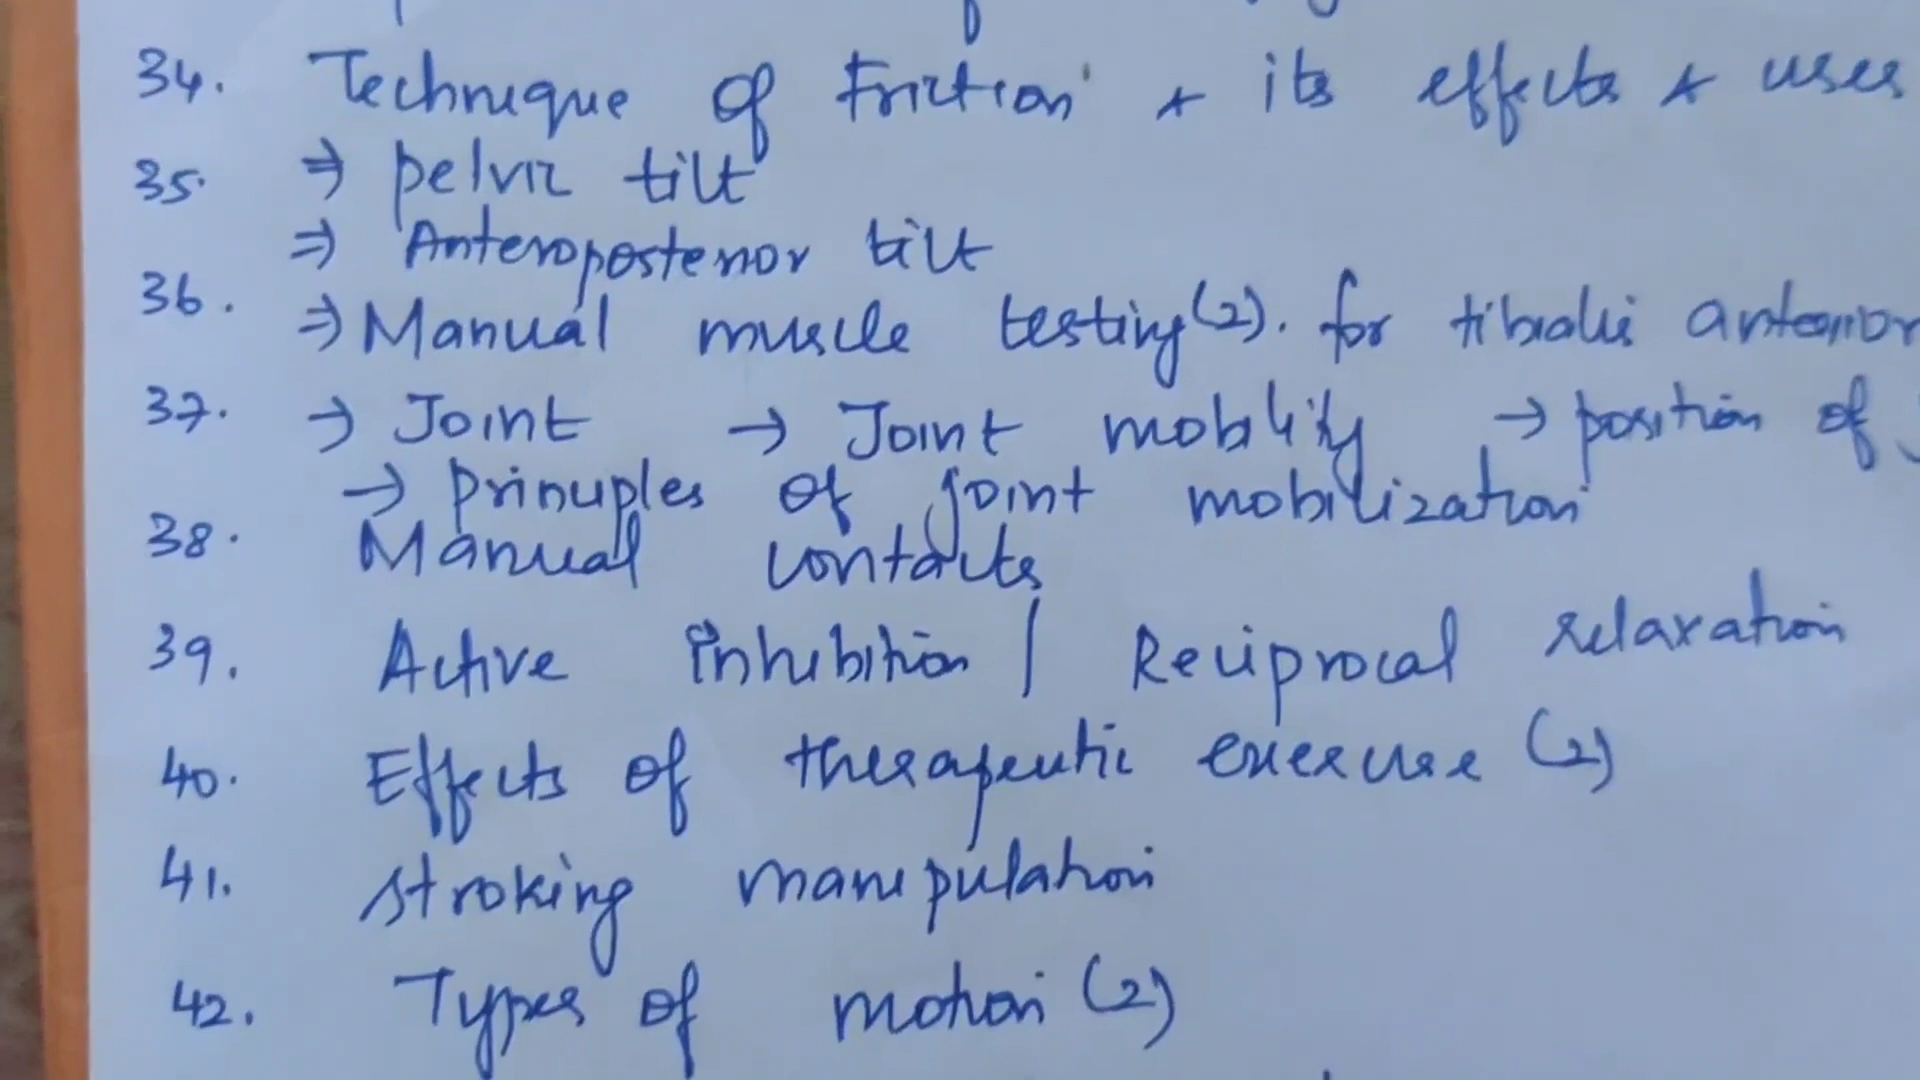 34. Technique of Friction & its effects & uses
35. ⇒ pelvic tilt
⇒ Anteroposterior tilt
36. ⇒ Manual muscle testing (2). for tibialis anterior
37. → Joint → Joint mobility → position of
→ principles of joint mobilization
38. Manual contacts
39. Active inhibition / Reciprocal relaxation
40. Effects of therapeutic exercise (2)
41. stroking manipulation
42. Types of motion (2)